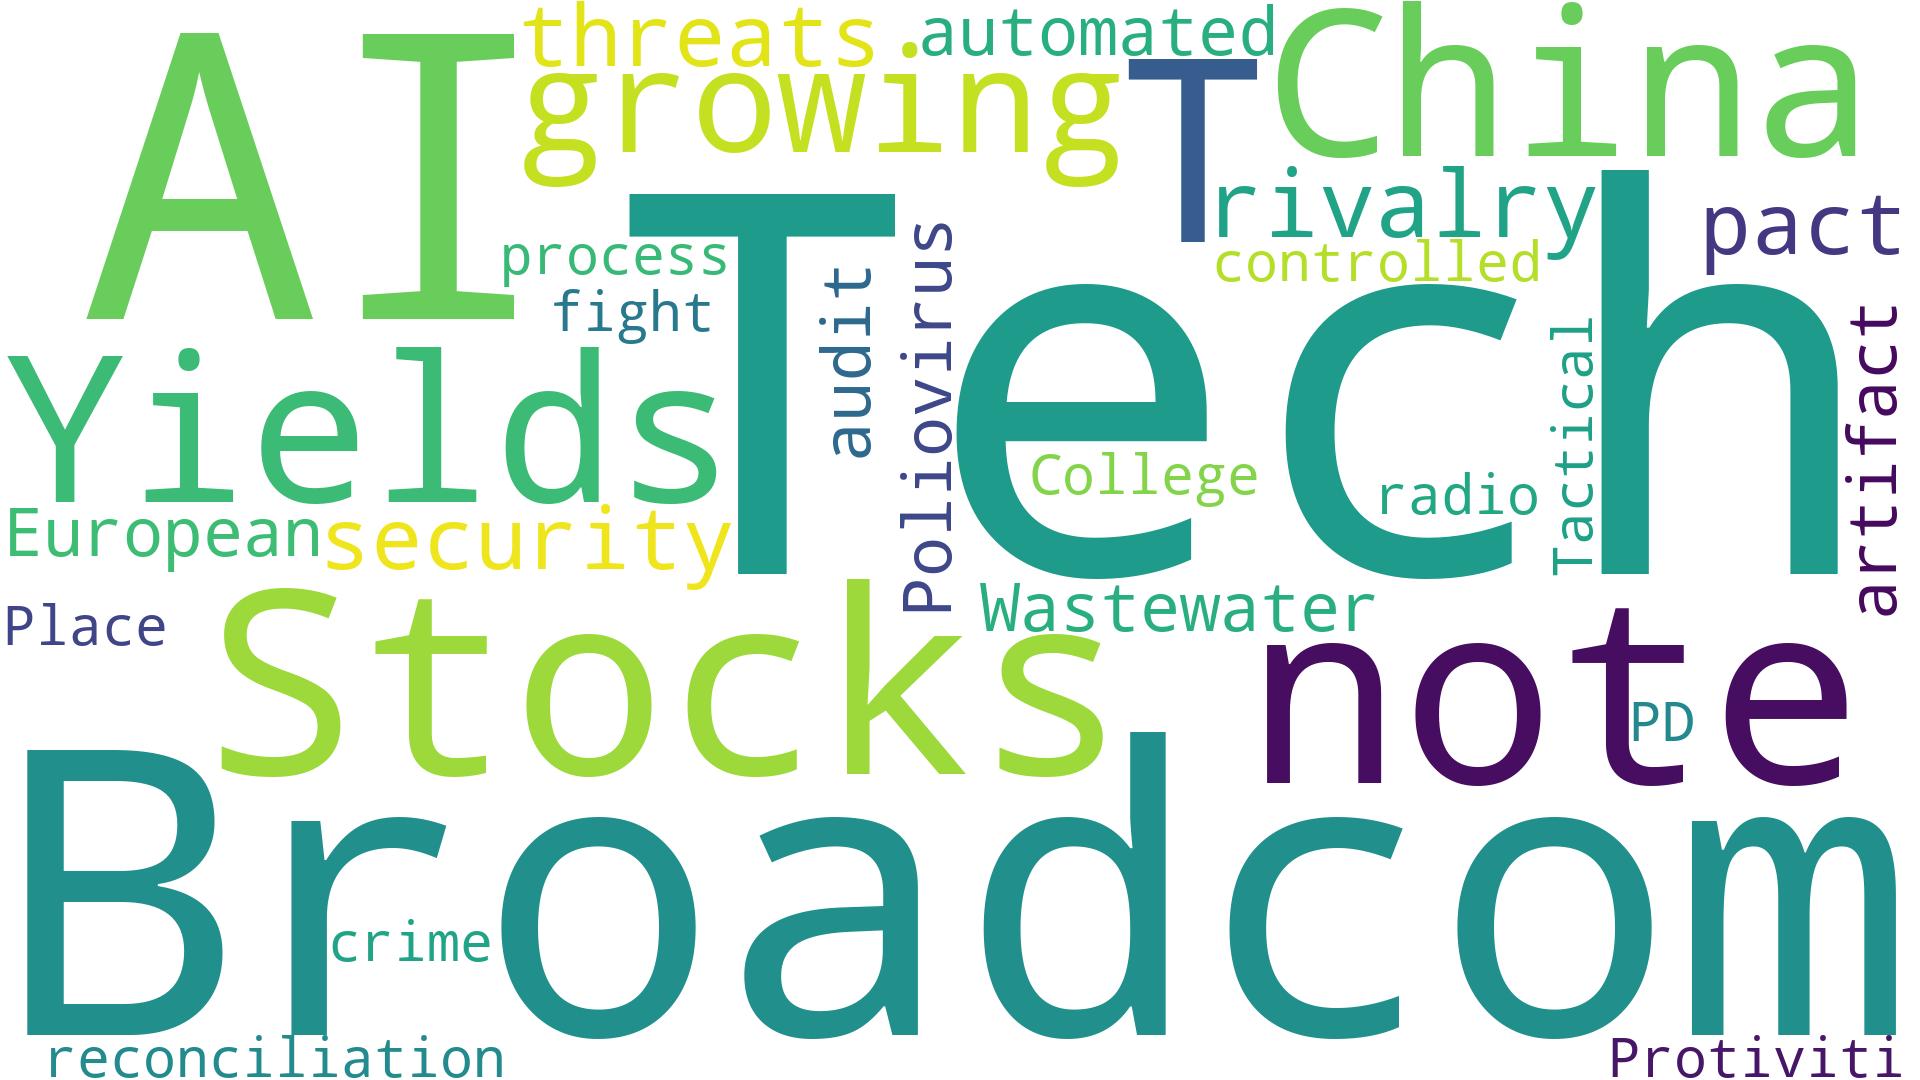 AI
threats
automated
China
growing
T
rivalry
pact
process
controlled
fight
Tech
audit
Poliovirus
Tactical
artifact
Yields
College
radio
European
security
Place
Stocks
Wastewater
note
PD
Broadcom
crime
reconciliation
Protiviti